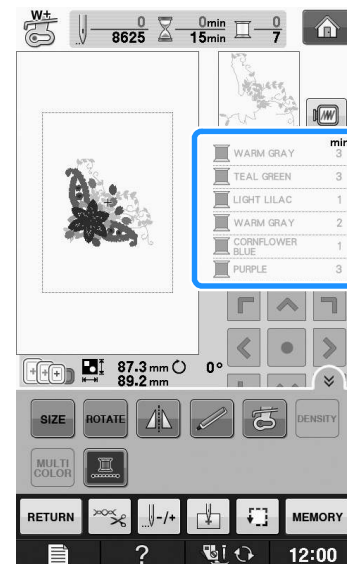 W+
0 0min 0
8625 15min 7
min
WARM GRAY 3
TEAL GREEN 3
LIGHT LILAC 1
WARM GRAY 2
CORNFLOWER
BLUE 1
PURPLE 3
87.3 mm 0°
89.2 mm
SIZE ROTATE DENSITY
MULTI
COLOR
RETURN -/+ MEMORY
? 12:00